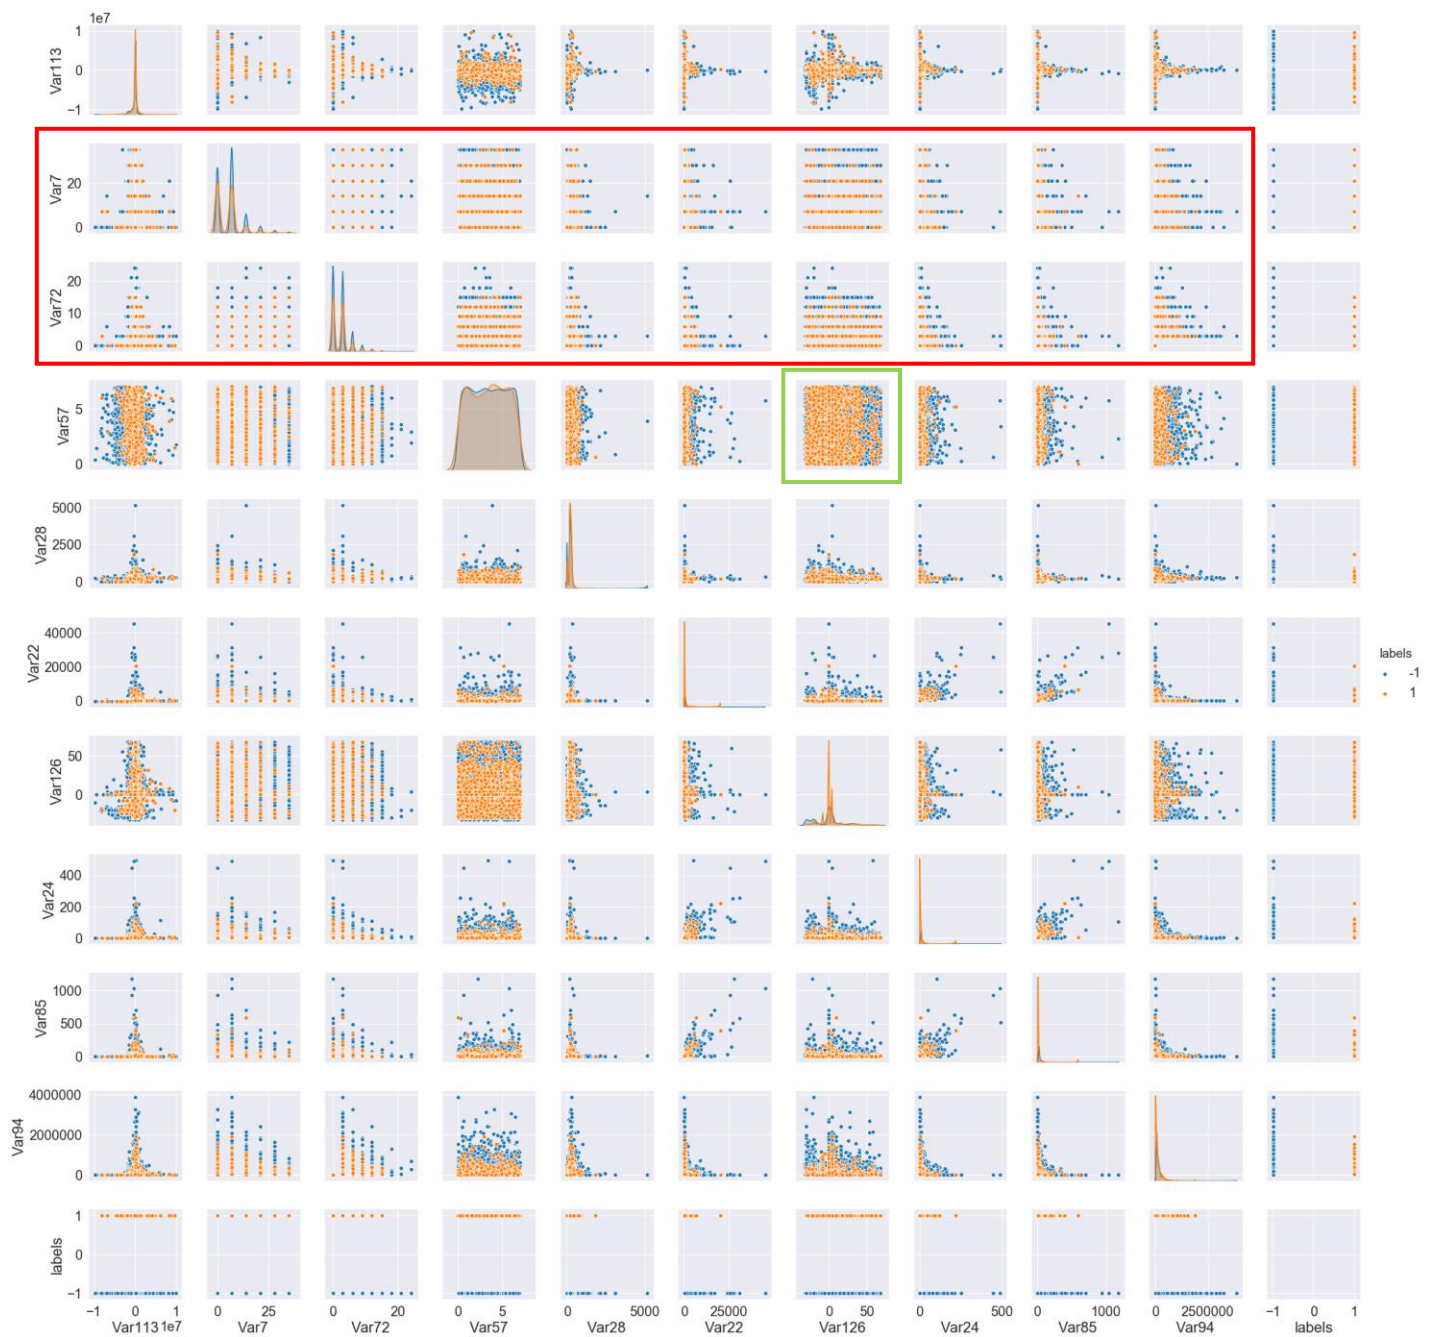 1e7
Var113
1
0
−1
Var7
20
0
Var72
20
10
0
Var57
5
0
Var28
5000
2500
0
Var22
40000
20000
0
labels
-1
1
Var126
50
0
Var24
400
200
0
Var85
1000
500
0
Var94
4000000
2000000
0
labels
1
0
−1
−1 0 1 0 25 0 20 0 5 0 5000 0 25000 0 50 0 500 0 1000 0 2500000 −1 0 1
Var113 1e7 Var7 Var72 Var57 Var28 Var22 Var126 Var24 Var85 Var94 labels